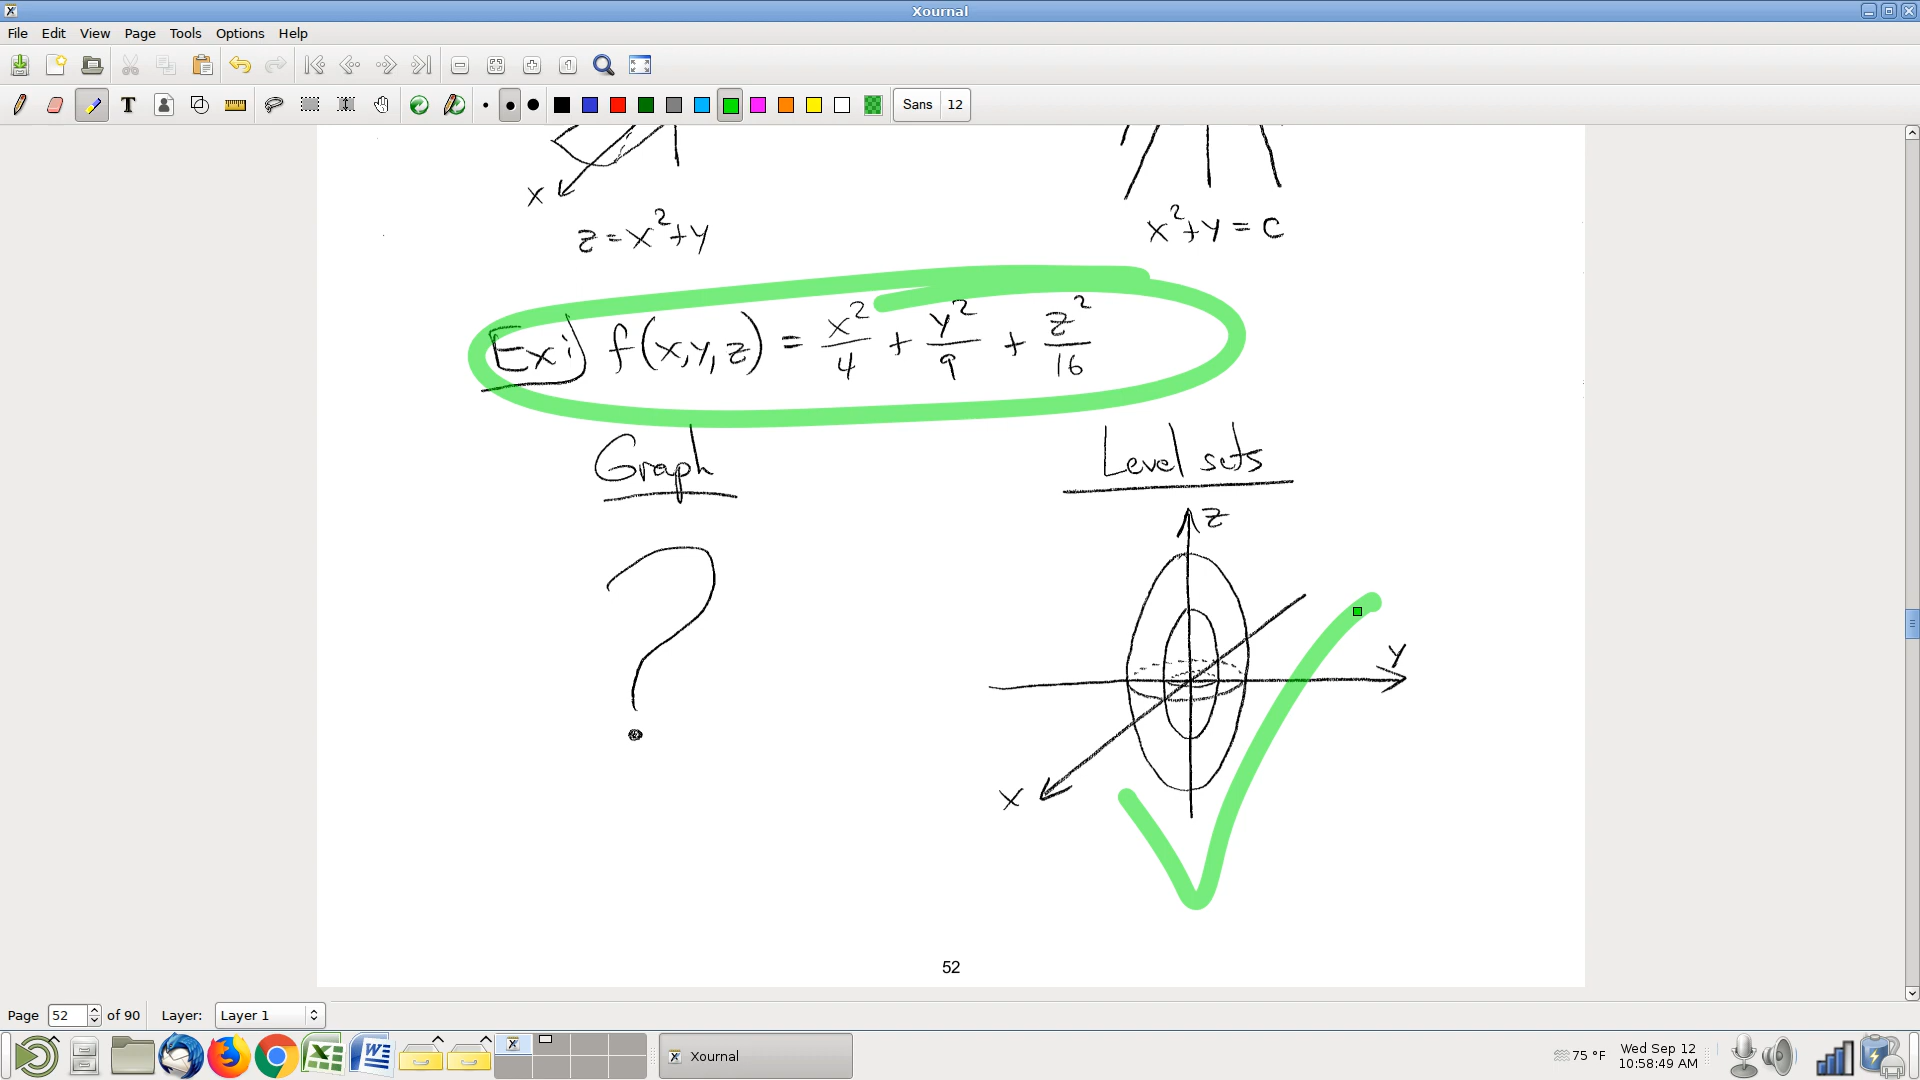 Xournal
File Edit View Page Tools Options Help
Sans 12
x
z = x² + y
x² + y = c
Ex: f(x,y,z) = x²/4 + y²/9 + z²/16
Graph
Level sets
?
z
y
x
52
Page 52 of 90 Layer: Layer 1
Xournal
75 °F
Wed Sep 12
10:58:49 AM